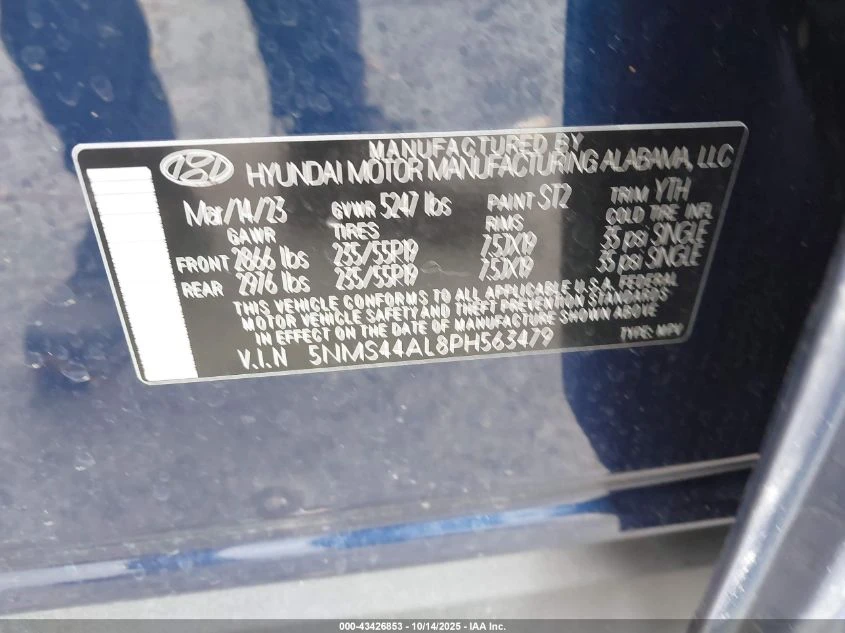 MANUFACTURED BY
HYUNDAI MOTOR MANUFACTURING ALABAMA, LLC
Mar/14/23 GVWR 5247 lbs PAINT ST2 TRIM YTH
GAWR TIRES RIMS COLD TIRE INFL
FRONT 2866 lbs 235/55R19 7.5JX19 35 psi SINGLE
REAR 2976 lbs 235/55R19 7.5JX19 35 psi SINGLE
THIS VEHICLE CONFORMS TO ALL APPLICABLE U.S.A. FEDERAL
MOTOR VEHICLE SAFETY AND THEFT PREVENTION STANDARDS
IN EFFECT ON THE DATE OF MANUFACTURE SHOWN ABOVE.
V.I.N 5NMS44AL8PH563479 TYPE: MPV
000-43426853 - 10/14/2025 - IAA Inc.